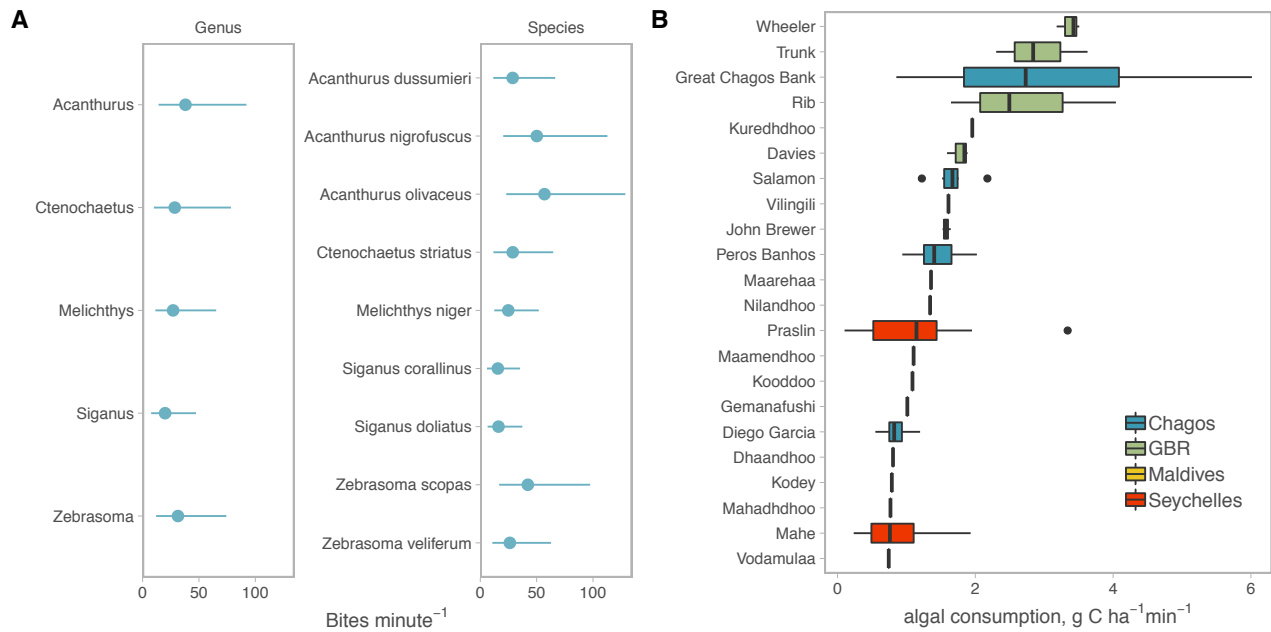 A
Genus
Acanthurus
Ctenochaetus
Melichthys
Siganus
Zebrasoma
0 50 100
Species
Acanthurus dussumieri
Acanthurus nigrofuscus
Acanthurus olivaceus
Ctenochaetus striatus
Melichthys niger
Siganus corallinus
Siganus doliatus
Zebrasoma scopas
Zebrasoma veliferum
0 50 100
Bites minute⁻¹
B
Wheeler
Trunk
Great Chagos Bank
Rib
Kuredhdhoo
Davies
Salamon
Vilingili
John Brewer
Peros Banhos
Maarehaa
Nilandhoo
Praslin
Maamendhoo
Kooddoo
Gemanafushi
Diego Garcia
Dhaandhoo
Kodey
Mahadhdhoo
Mahe
Vodamulaa
Chagos
GBR
Maldives
Seychelles
0 2 4 6
algal consumption, g C ha⁻¹min⁻¹